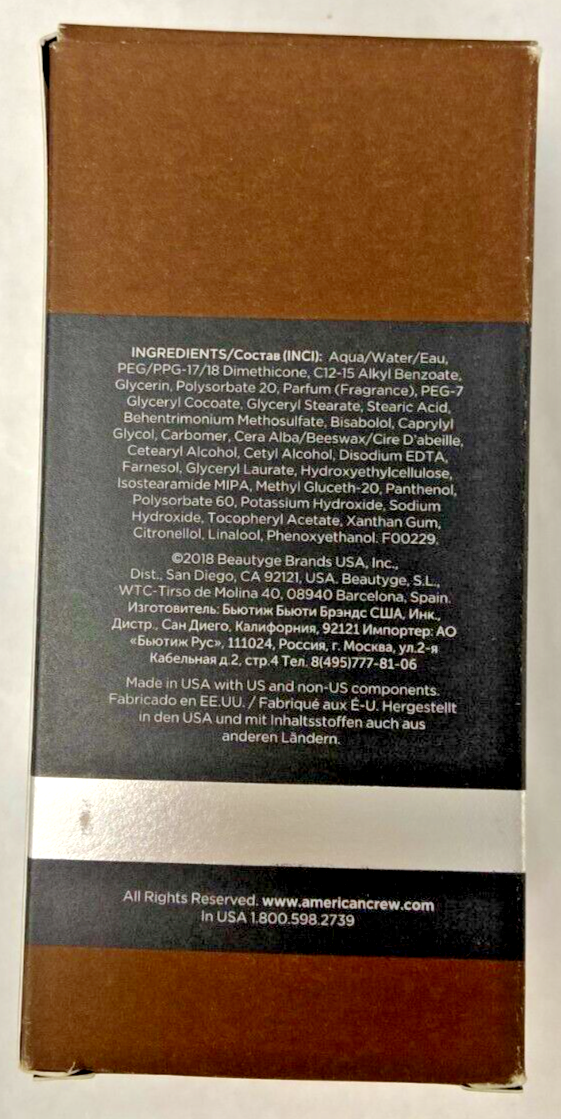 INGREDIENTS/Состав (INCI): Aqua/Water/Eau,
PEG/PPG-17/18 Dimethicone, C12-15 Alkyl Benzoate,
Glycerin, Polysorbate 20, Parfum (Fragrance), PEG-7
Glyceryl Cocoate, Glyceryl Stearate, Stearic Acid,
Behentrimonium Methosulfate, Bisabolol, Caprylyl
Glycol, Carbomer, Cera Alba/Beeswax/Cire D'abeille,
Cetearyl Alcohol, Cetyl Alcohol, Disodium EDTA,
Farnesol, Glyceryl Laurate, Hydroxyethylcellulose,
Isostearamide MIPA, Methyl Gluceth-20, Panthenol,
Polysorbate 60, Potassium Hydroxide, Sodium
Hydroxide, Tocopheryl Acetate, Xanthan Gum,
Citronellol, Linalool, Phenoxyethanol. F00229.
©2018 Beautyge Brands USA, Inc.,
Dist., San Diego, CA 92121, USA. Beautyge, S.L.,
WTC-Tirso de Molina 40, 08940 Barcelona, Spain.
Изготовитель: Бьютиж Бьюти Брэндс США, Инк.,
Дистр., Сан Диего, Калифорния, 92121 Импортер: АО
«Бьютиж Рус», 111024, Россия, г. Москва, ул.2-я
Кабельная д.2, стр.4 Тел. 8(495)777-81-06
Made in USA with US and non-US components.
Fabricado en EE.UU. / Fabriqué aux É-U. Hergestellt
in den USA und mit Inhaltsstoffen auch aus
anderen Ländern.
All Rights Reserved. www.americancrew.com
In USA 1.800.598.2739